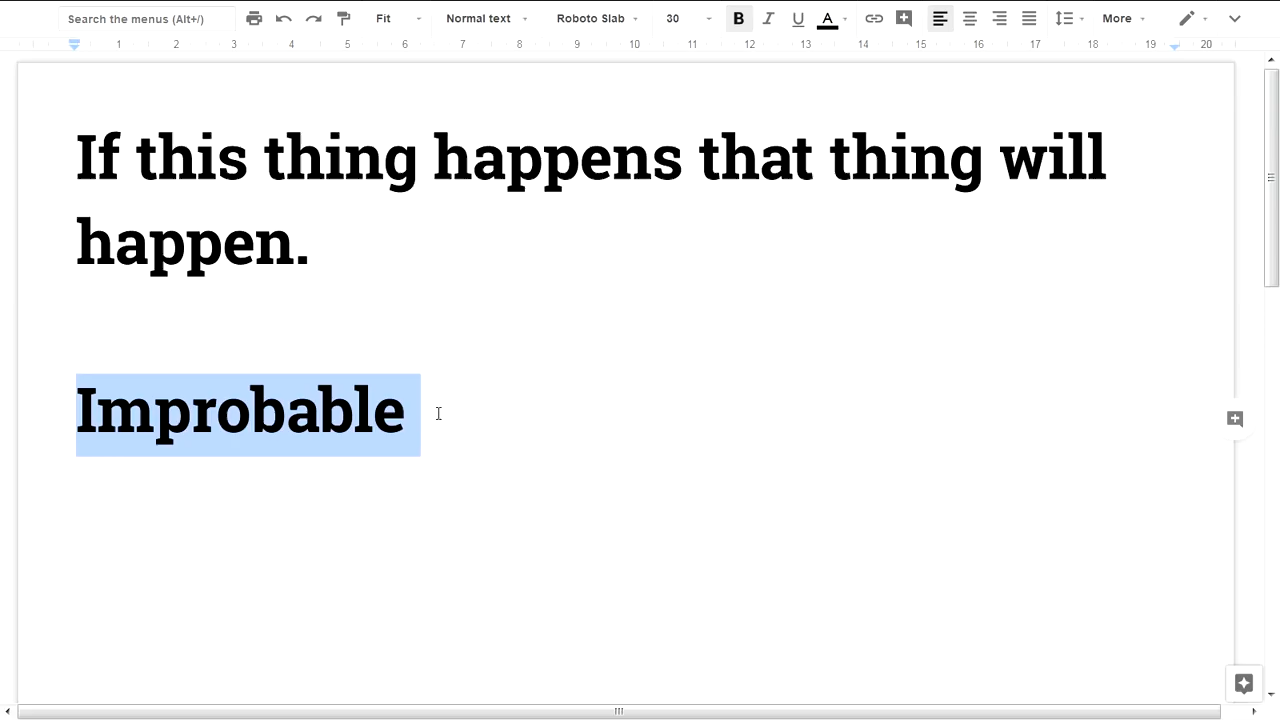 Search the menus (Alt+/) Fit Normal text Roboto Slab 30 B I U A More
1 2 3 4 5 6 7 8 9 10 11 12 13 14 15 16 17 18 19 20
If this thing happens that thing will
happen.
Improbable